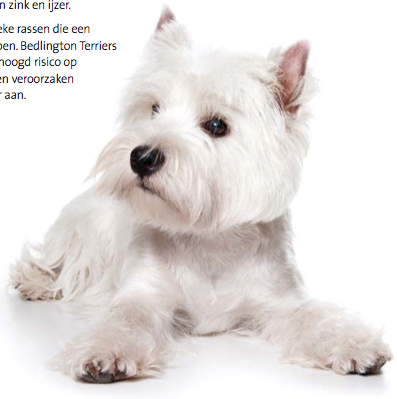 n zink en ijzer.
eke rassen die een
pen. Bedlington Terriers
hoogd risico op
en veroorzaken
r aan.